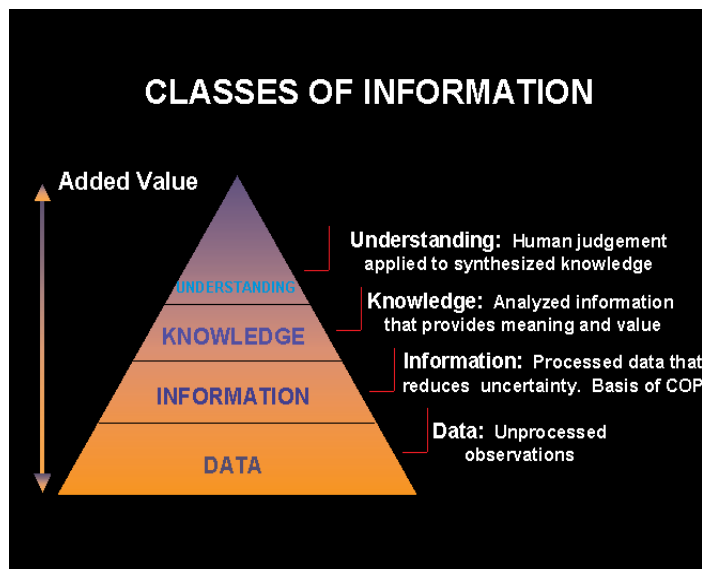 CLASSES OF INFORMATION
Added Value
Understanding: Human judgement
applied to synthesized knowledge
UNDERSTANDING
Knowledge: Analyzed information
that provides meaning and value
KNOWLEDGE
Information: Processed data that
reduces uncertainty. Basis of COP
INFORMATION
Data: Unprocessed
observations
DATA